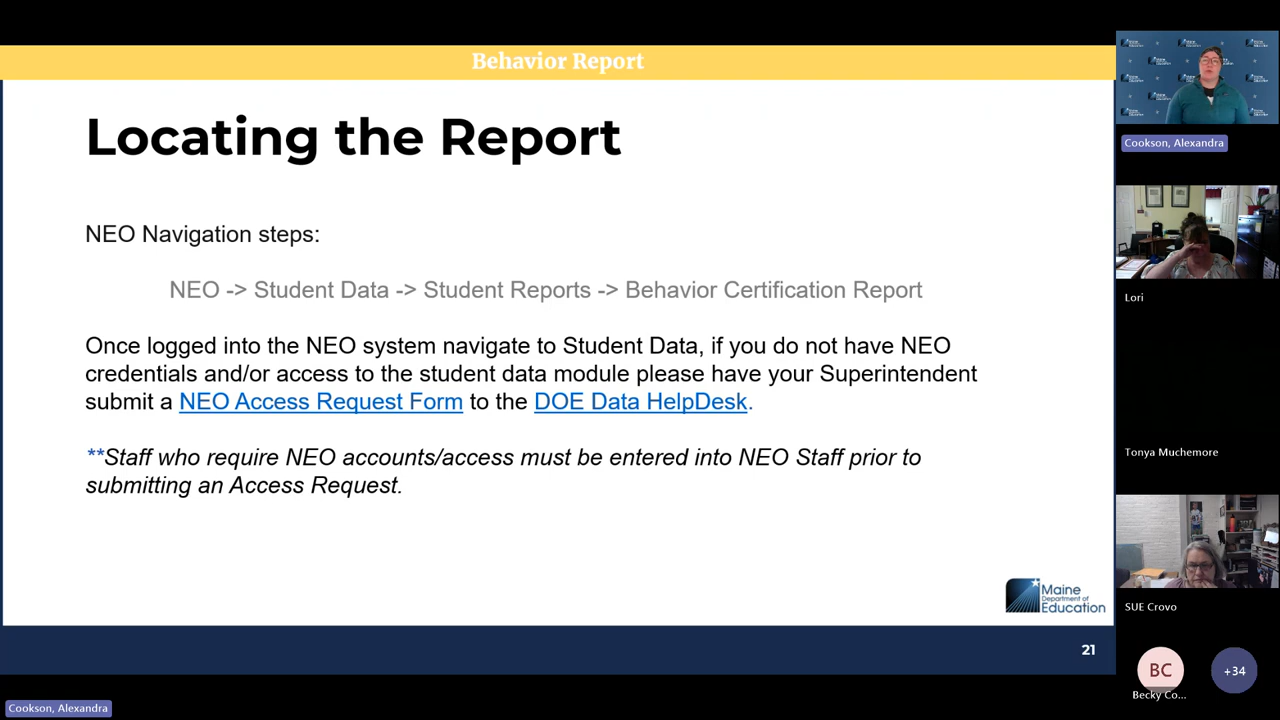 Behavior Report
Locating the Report
NEO Navigation steps:
NEO -> Student Data -> Student Reports -> Behavior Certification Report
Once logged into the NEO system navigate to Student Data, if you do not have NEO
credentials and/or access to the student data module please have your Superintendent
submit a NEO Access Request Form to the DOE Data HelpDesk.
**Staff who require NEO accounts/access must be entered into NEO Staff prior to
submitting an Access Request.
Maine
Department of
Education
21
Cookson, Alexandra
Cookson, Alexandra
Lori
Tonya Muchemore
SUE Crovo
BC
Becky Co...
+34